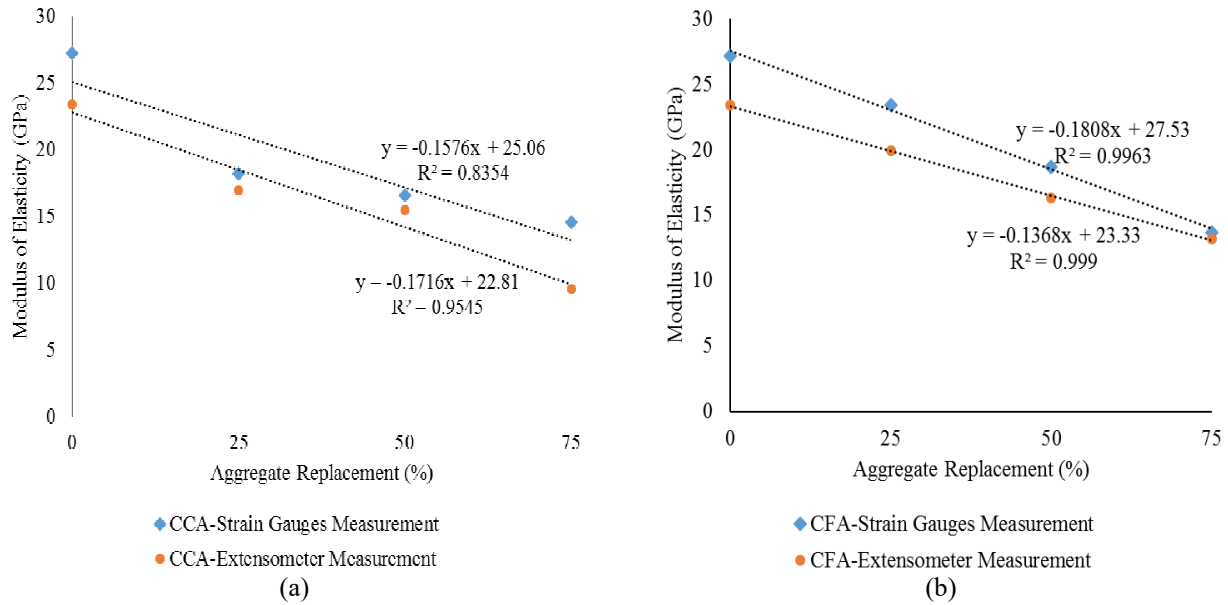 30
25
20
15
10
5
0
Modulus of Elasticity (GPa)
y = -0.1576x + 25.06
R² = 0.8354
y = -0.1716x + 22.81
R² = 0.9545
0 25 50 75
Aggregate Replacement (%)
CCA-Strain Gauges Measurement
CCA-Extensometer Measurement
(a)
30
25
20
15
10
5
0
Modulus of Elasticity (GPa)
y = -0.1808x + 27.53
R² = 0.9963
y = -0.1368x + 23.33
R² = 0.999
0 25 50 75
Aggregate Replacement (%)
CFA-Strain Gauges Measurement
CFA-Extensometer Measurement
(b)